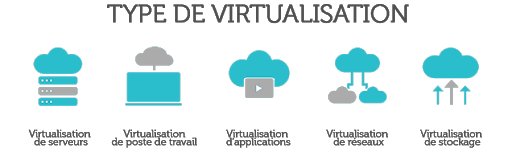 TYPE DE VIRTUALISATION
Virtualisation
de serveurs
Virtualisation
de poste de travail
Virtualisation
d'applications
Virtualisation
de réseaux
Virtualisation
de stockage